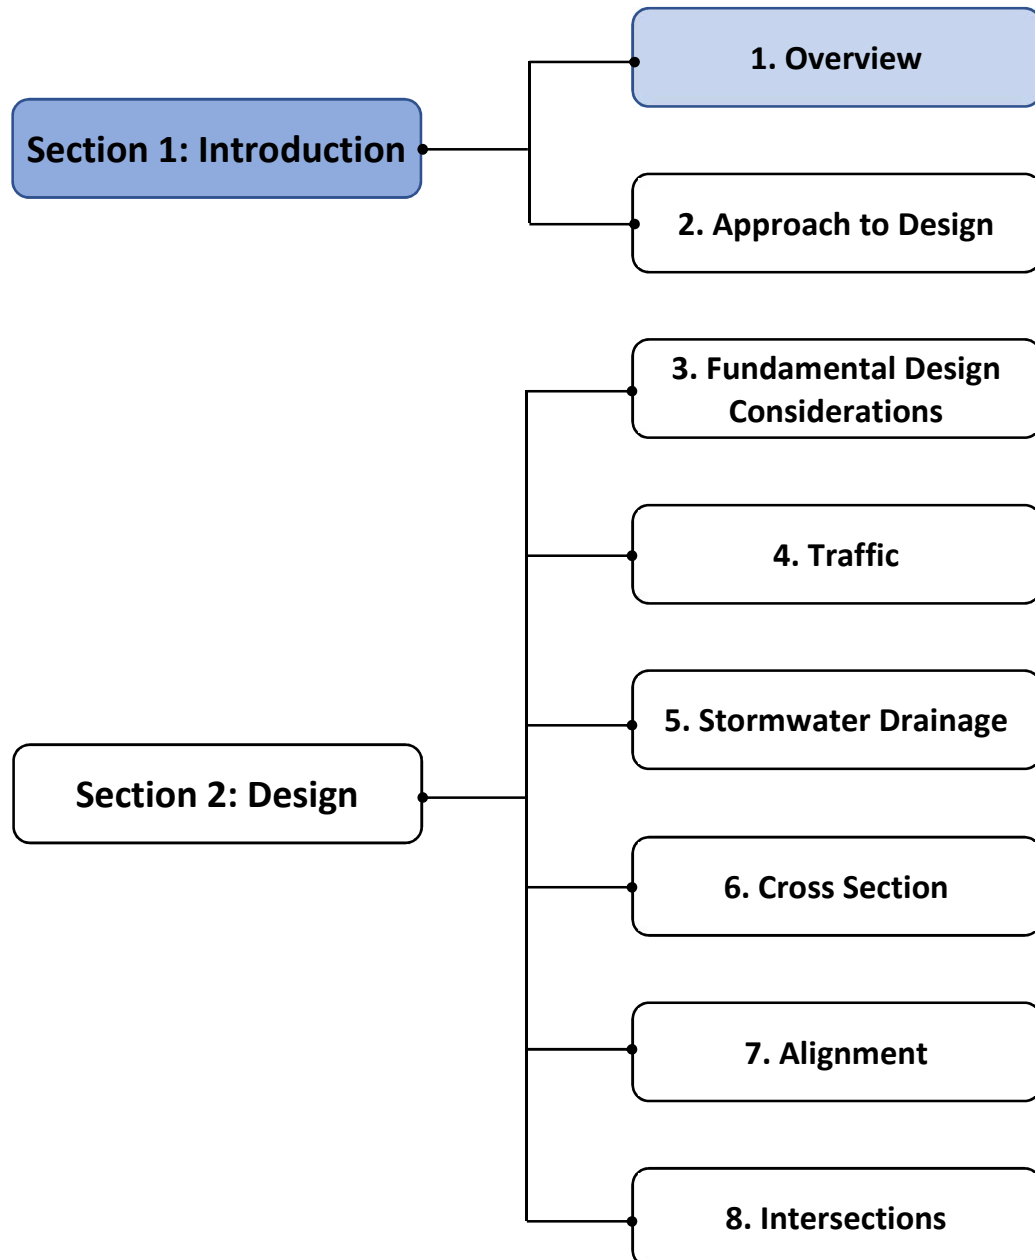 Section 1: Introduction
1. Overview
2. Approach to Design
Section 2: Design
3. Fundamental Design
Considerations
4. Traffic
5. Stormwater Drainage
6. Cross Section
7. Alignment
8. Intersections